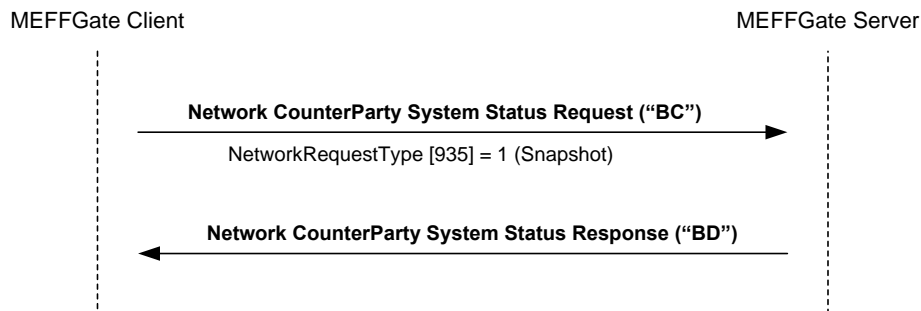 MEFFGate Client
MEFFGate Server
Network CounterParty System Status Request (“BC”)
NetworkRequestType [935] = 1 (Snapshot)
Network CounterParty System Status Response (“BD”)